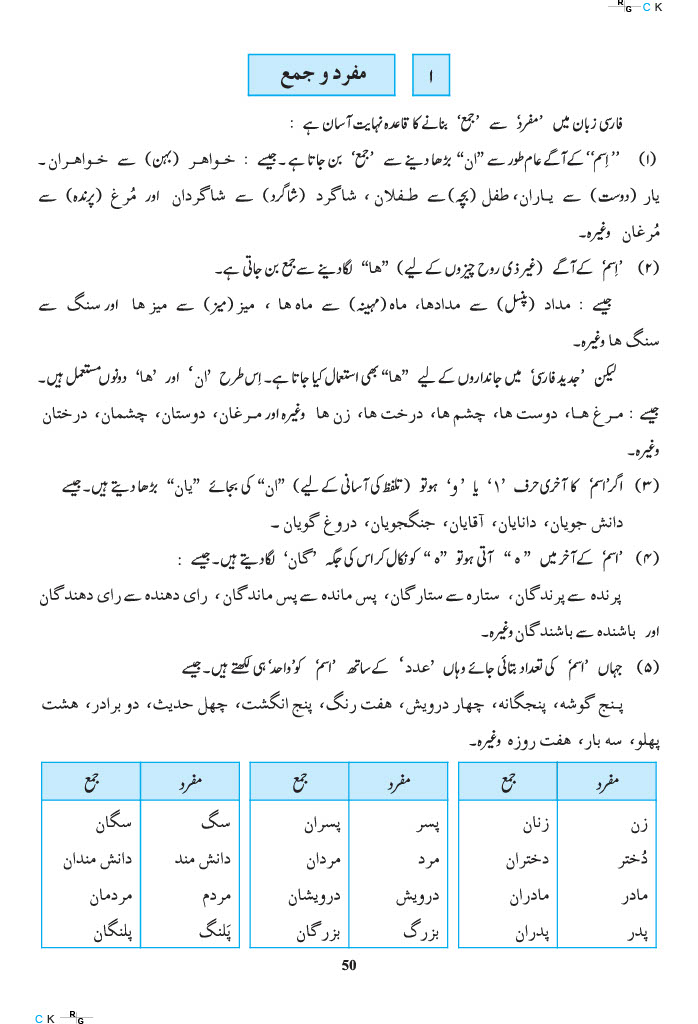 R
G C K
۱ مفرد و جمع
فارسی زبان میں ’مفرد‘ سے ’جمع‘ بنانے کا قاعدہ نہایت آسان ہے :
(۱) ’’اِسم‘‘ کے آگے عام طور سے ”ان“ بڑھا دینے سے ’جمع‘ بن جاتا ہے۔ جیسے : خواہر (بہن) سے خواہران۔
یار (دوست) سے یاران، طفل (بچہ) سے طفلان، شاگرد (شاگرد) سے شاگردان اور مُرغ (پرندہ) سے
مُرغان وغیرہ۔
(۲) ’اِسم‘ کے آگے (غیر ذی روح چیزوں کے لیے) ”ها“ لگا دینے سے جمع بن جاتی ہے۔
جیسے : مداد (پنسل) سے مدادها، ماه (مہینہ) سے ماه ها ، میز (میز) سے میز ها اور سنگ سے
سنگ ها وغیرہ۔
لیکن ’جدید فارسی‘ میں جانداروں کے لیے ”ها“ بھی استعمال کیا جاتا ہے۔ اِس طرح ’ان‘ اور ’ها‘ دونوں مستعمل ہیں۔
جیسے : مرغ ها، دوست ها، چشم ها، درخت ها، زن ها وغیرہ اور مرغان، دوستان، چشمان، درختان
وغیرہ۔
(۳) اگر ’اسم‘ کا آخری حرف ’ا‘ یا ’و‘ ہو تو (تلفظ کی آسانی کے لیے) ”ان“ کی بجائے ”یان“ بڑھا دیتے ہیں۔ جیسے
دانش جویان، دانایان، آقایان، جنگجویان، دروغ گویان ۔
(۴) ’اسم‘ کے آخر میں ”ہ“ آتی ہو تو ”ہ“ کو نکال کر اس کی جگہ ’گان‘ لگا دیتے ہیں۔ جیسے :
پرنده سے پرندگان، ستاره سے ستارگان، پس مانده سے پس ماندگان، رای دهنده سے رای دهندگان
اور باشنده سے باشندگان وغیرہ۔
(۵) جہاں ’اسم‘ کی تعداد بتائی جائے وہاں ’عدد‘ کے ساتھ ’اسم‘ کو ’واحد‘ ہی لکھتے ہیں۔ جیسے
پنج گوشه، پنجگانه، چهار درویش، هفت رنگ، پنج انگشت، چهل حدیث، دو برادر، هشت
پهلو، سه بار، هفت روزه وغیرہ۔
مفرد جمع مفرد جمع مفرد جمع
زن زنان پسر پسران سگ سگان
دُختر دختران مرد مردان دانش مند دانش مندان
مادر مادران درویش درویشان مردم مردمان
پدر پدران بزرگ بزرگان پَلنگ پلنگان
50
C K R
G